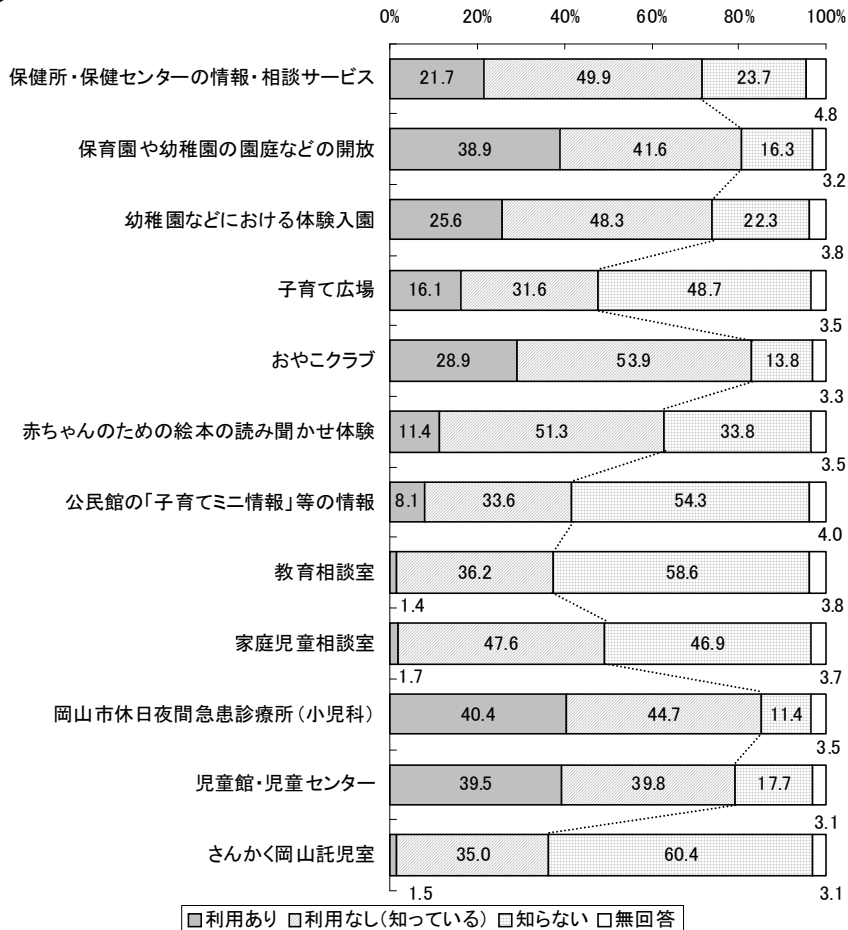 0% 20% 40% 60% 80% 100%
保健所・保健センターの情報・相談サービス 21.7 49.9 23.7
4.8
保育園や幼稚園の園庭などの開放 38.9 41.6 16.3
3.2
幼稚園などにおける体験入園 25.6 48.3 22.3
3.8
子育て広場 16.1 31.6 48.7
3.5
おやこクラブ 28.9 53.9 13.8
3.3
赤ちゃんのための絵本の読み聞かせ体験 11.4 51.3 33.8
3.5
公民館の「子育てミニ情報」等の情報 8.1 33.6 54.3
4.0
教育相談室 36.2 58.6
1.4 3.8
家庭児童相談室 47.6 46.9
1.7 3.7
岡山市休日夜間急患診療所(小児科) 40.4 44.7 11.4
3.5
児童館・児童センター 39.5 39.8 17.7
3.1
さんかく岡山託児室 35.0 60.4
1.5 3.1
利用あり 利用なし(知っている) 知らない 無回答